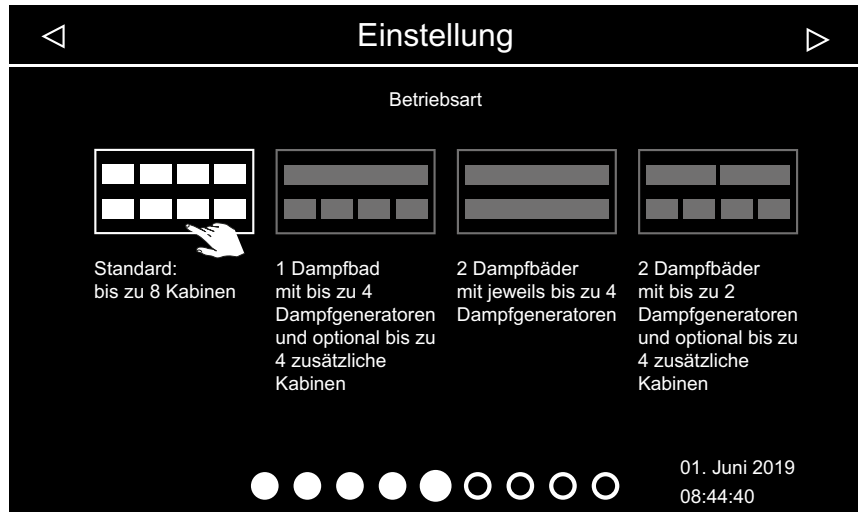 Einstellung
Betriebsart
Standard:
bis zu 8 Kabinen
1 Dampfbad
mit bis zu 4
Dampfgeneratoren
und optional bis zu
4 zusätzliche
Kabinen
2 Dampfbäder
mit jeweils bis zu 4
Dampfgeneratoren
2 Dampfbäder
mit bis zu 2
Dampfgeneratoren
und optional bis zu
4 zusätzliche
Kabinen
01. Juni 2019
08:44:40